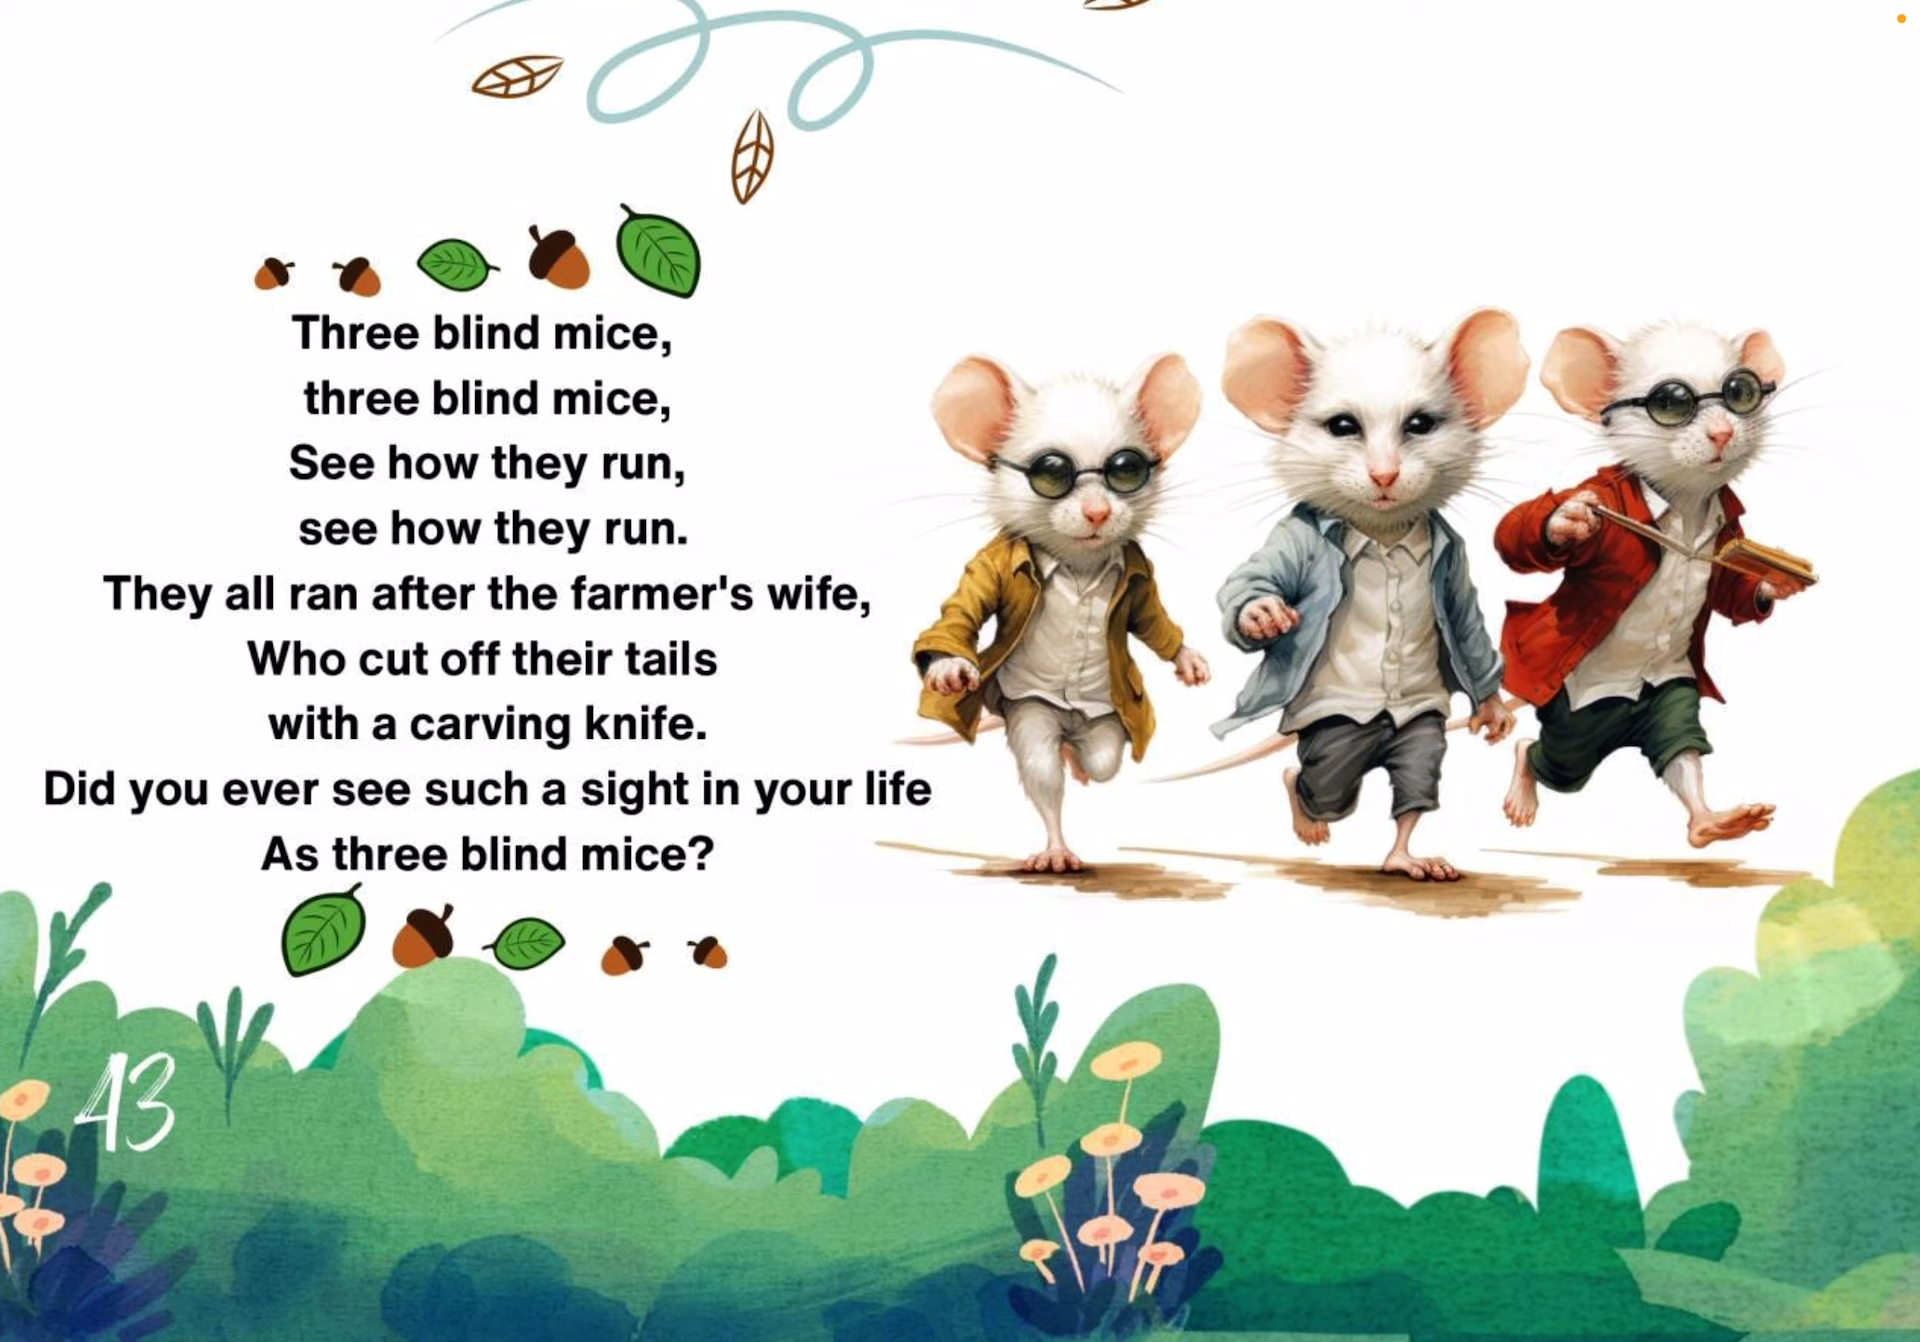 Three blind mice,
three blind mice,
See how they run,
see how they run.
They all ran after the farmer's wife,
Who cut off their tails
with a carving knife.
Did you ever see such a sight in your life
As three blind mice?
43